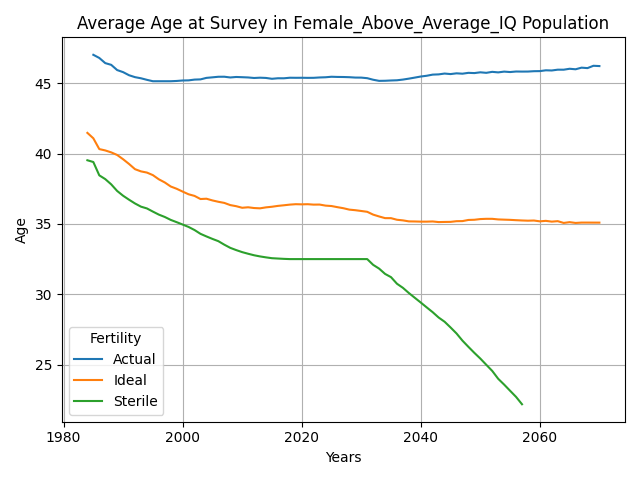 Average Age at Survey in Female_Above_Average_IQ Population
45
40
35
30
25
Age
Fertility
Actual
Ideal
Sterile
1980
2000
2020
2040
2060
Years